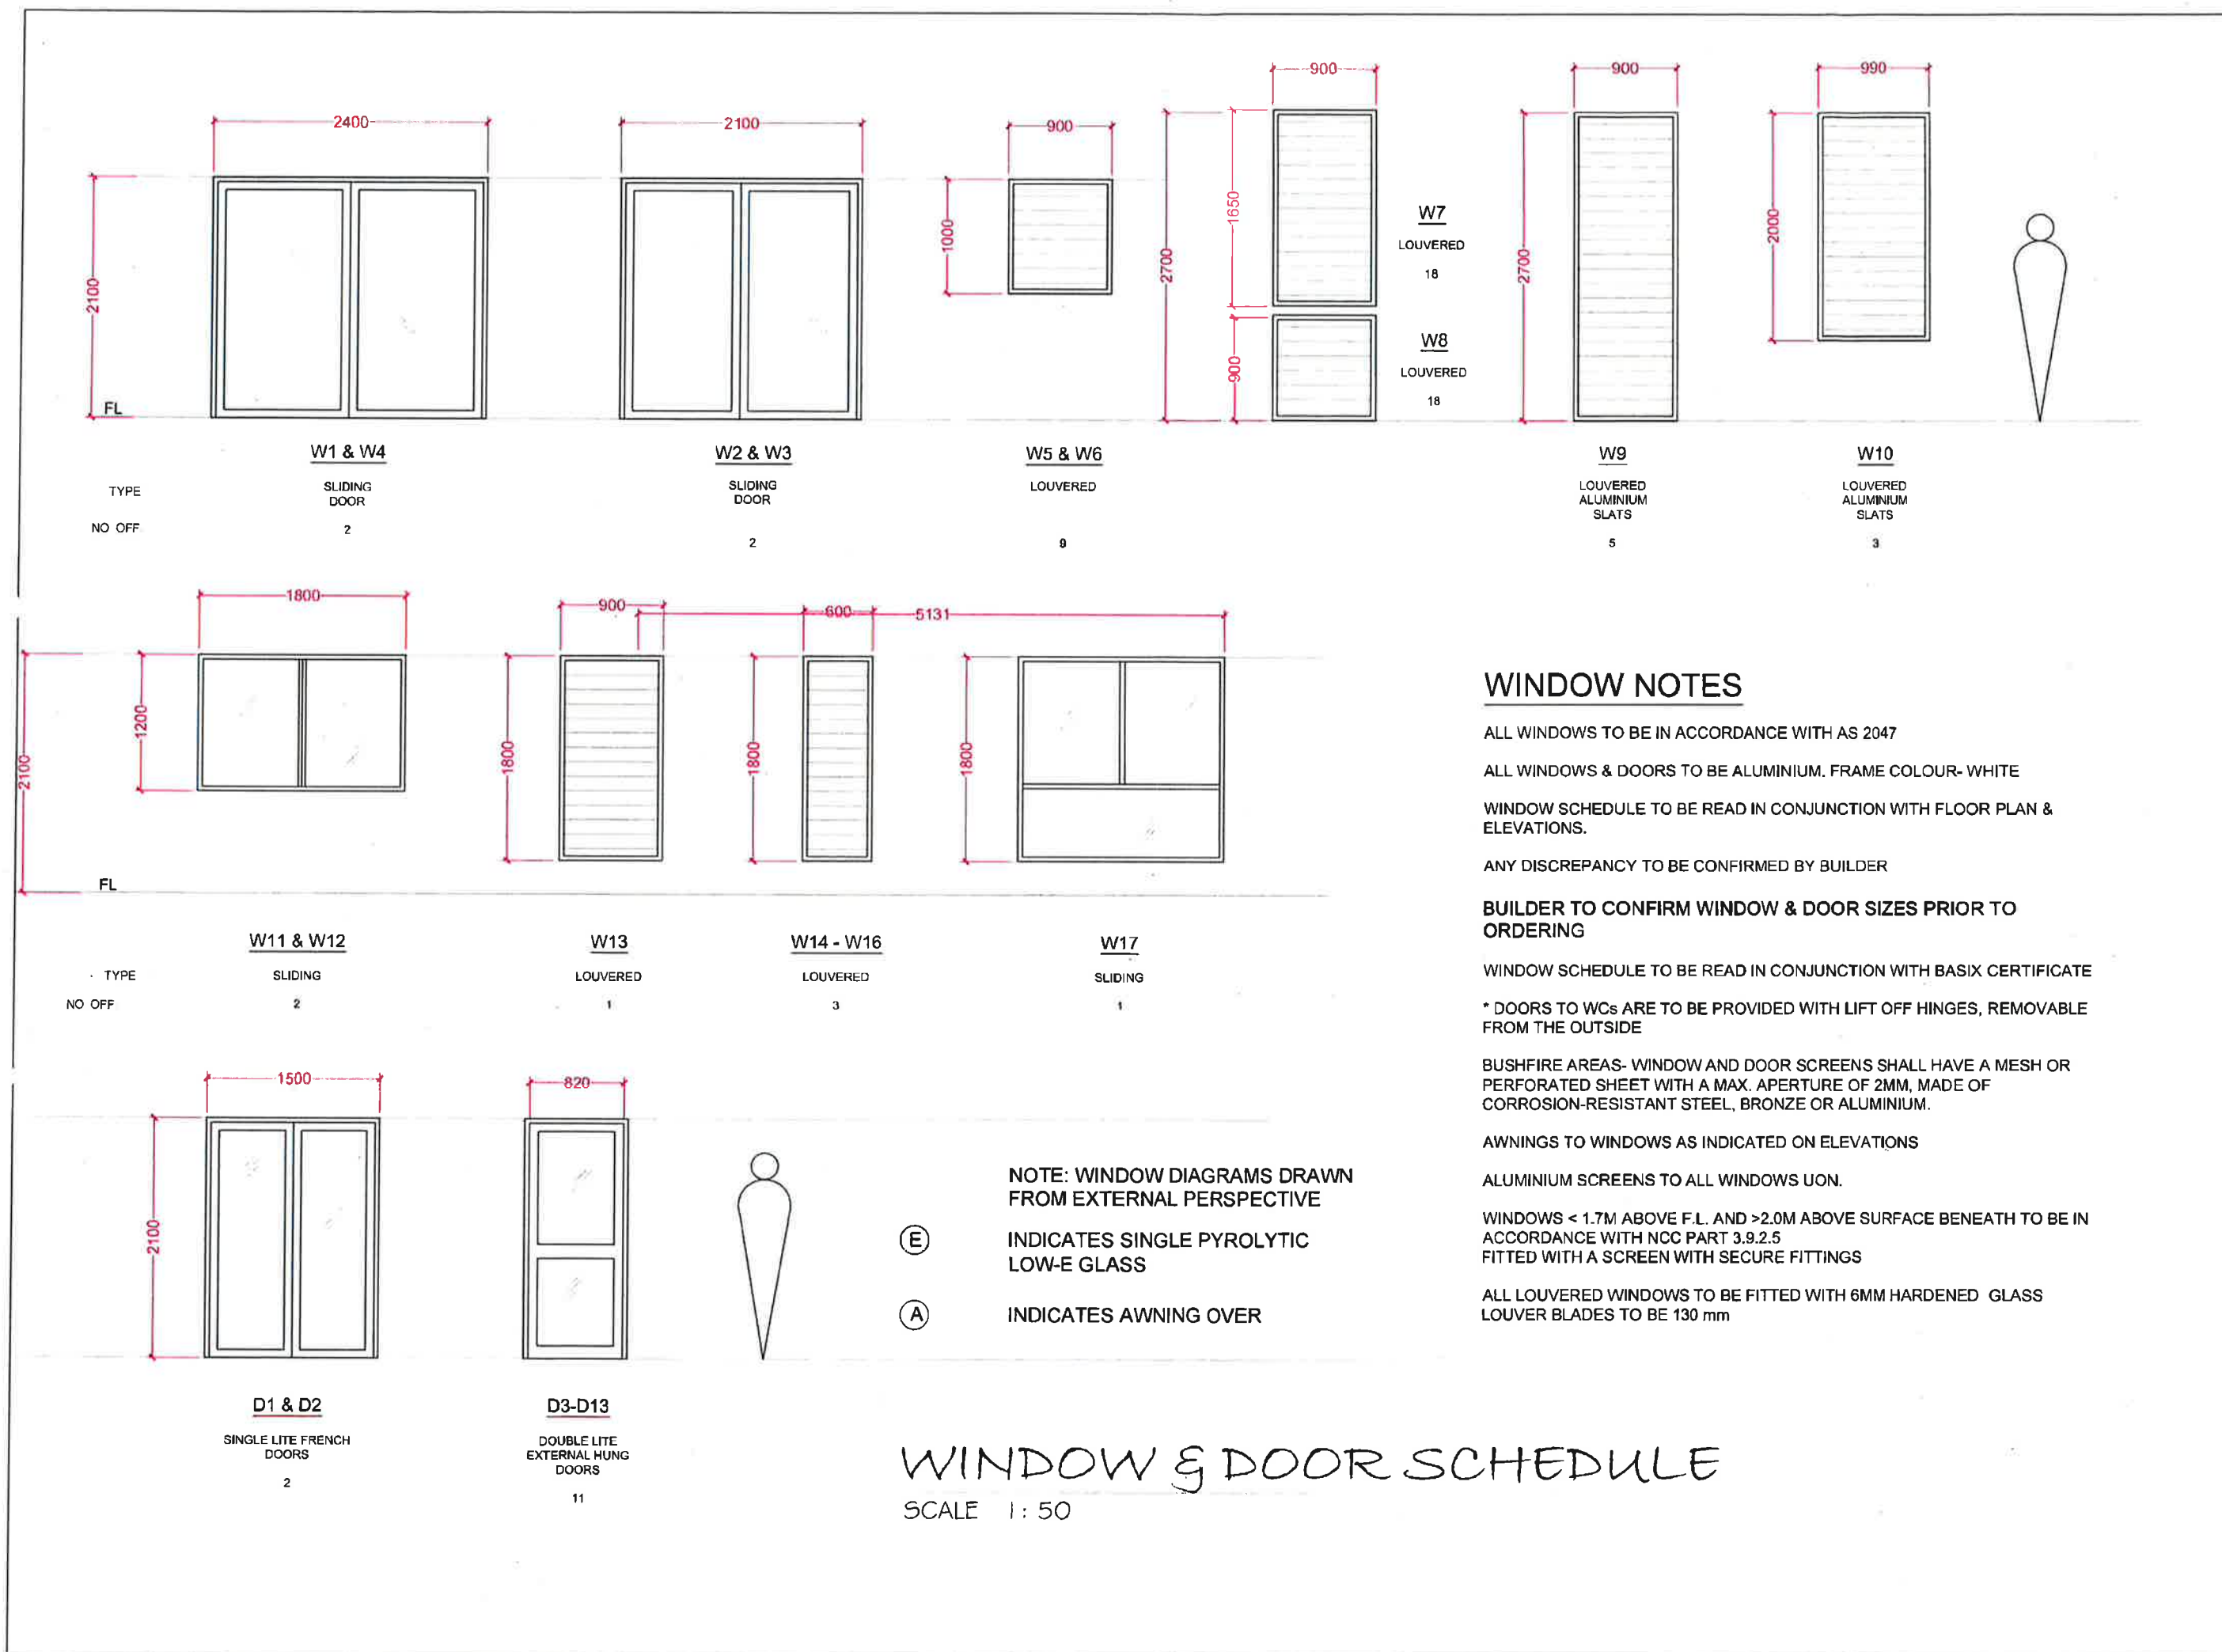 2400
2100
900
900
900
990
2100
1000
2700
1650
900
2700
2000
W7
LOUVERED
18
W8
LOUVERED
18
FL
W1 & W4
W2 & W3
W5 & W6
W9
W10
TYPE
SLIDING
DOOR
SLIDING
DOOR
LOUVERED
LOUVERED
ALUMINIUM
SLATS
LOUVERED
ALUMINIUM
SLATS
NO OFF
2
2
9
5
3
1800
900
600
5131
2100
1200
1800
1800
1800
FL
W11 & W12
W13
W14 - W16
W17
TYPE
SLIDING
LOUVERED
LOUVERED
SLIDING
NO OFF
2
1
3
1
1500
820
2100
D1 & D2
SINGLE LITE FRENCH
DOORS
2
D3-D13
DOUBLE LITE
EXTERNAL HUNG
DOORS
11
NOTE: WINDOW DIAGRAMS DRAWN
FROM EXTERNAL PERSPECTIVE
E INDICATES SINGLE PYROLYTIC
LOW-E GLASS
A INDICATES AWNING OVER
WINDOW NOTES
ALL WINDOWS TO BE IN ACCORDANCE WITH AS 2047
ALL WINDOWS & DOORS TO BE ALUMINIUM. FRAME COLOUR- WHITE
WINDOW SCHEDULE TO BE READ IN CONJUNCTION WITH FLOOR PLAN &
ELEVATIONS.
ANY DISCREPANCY TO BE CONFIRMED BY BUILDER
BUILDER TO CONFIRM WINDOW & DOOR SIZES PRIOR TO
ORDERING
WINDOW SCHEDULE TO BE READ IN CONJUNCTION WITH BASIX CERTIFICATE
* DOORS TO WCs ARE TO BE PROVIDED WITH LIFT OFF HINGES, REMOVABLE
FROM THE OUTSIDE
BUSHFIRE AREAS- WINDOW AND DOOR SCREENS SHALL HAVE A MESH OR
PERFORATED SHEET WITH A MAX. APERTURE OF 2MM, MADE OF
CORROSION-RESISTANT STEEL, BRONZE OR ALUMINIUM.
AWNINGS TO WINDOWS AS INDICATED ON ELEVATIONS
ALUMINIUM SCREENS TO ALL WINDOWS UON.
WINDOWS < 1.7M ABOVE F.L. AND >2.0M ABOVE SURFACE BENEATH TO BE IN
ACCORDANCE WITH NCC PART 3.9.2.5
FITTED WITH A SCREEN WITH SECURE FITTINGS
ALL LOUVERED WINDOWS TO BE FITTED WITH 6MM HARDENED GLASS
LOUVER BLADES TO BE 130 mm
WINDOW & DOOR SCHEDULE
SCALE 1: 50